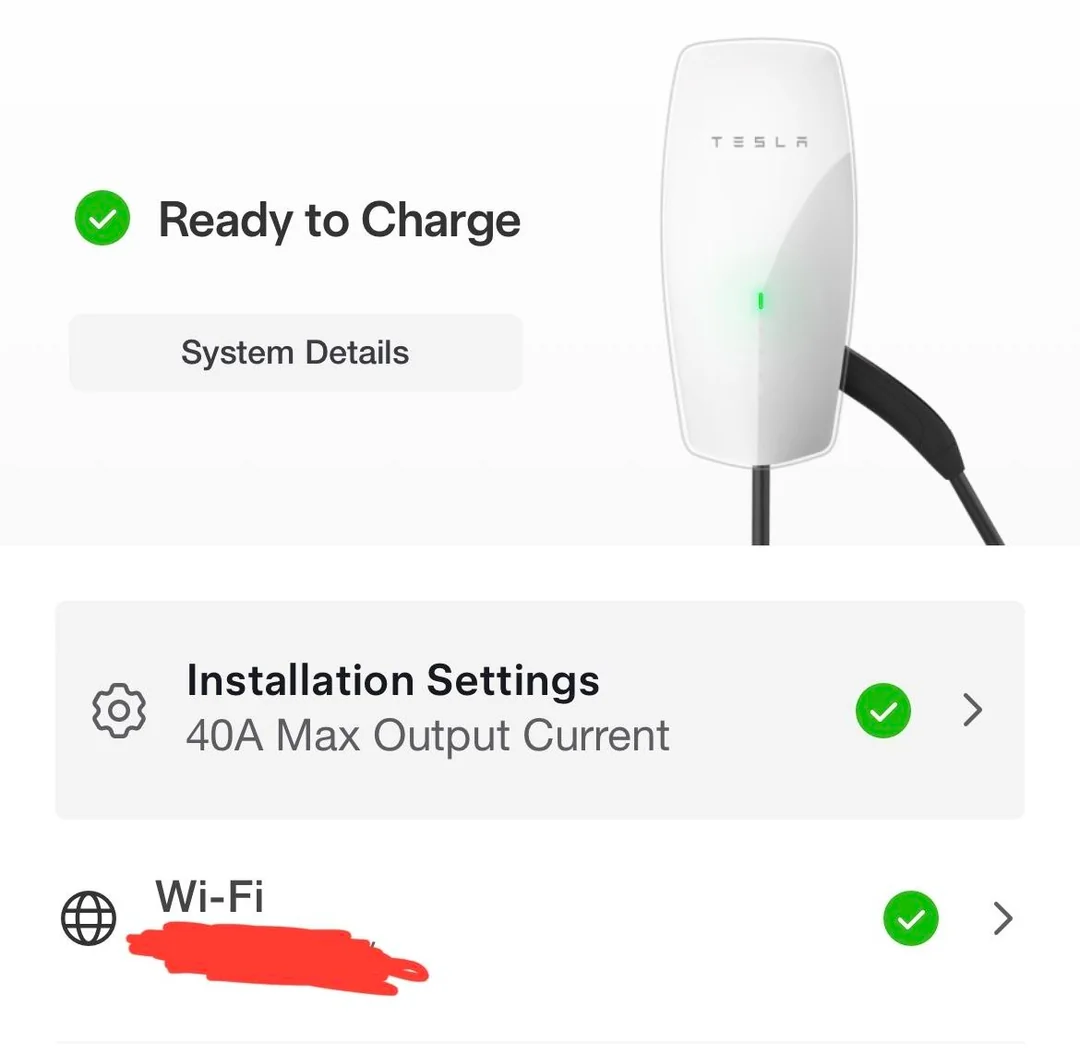 TESLA
Ready to Charge
System Details
Installation Settings
40A Max Output Current
Wi-Fi